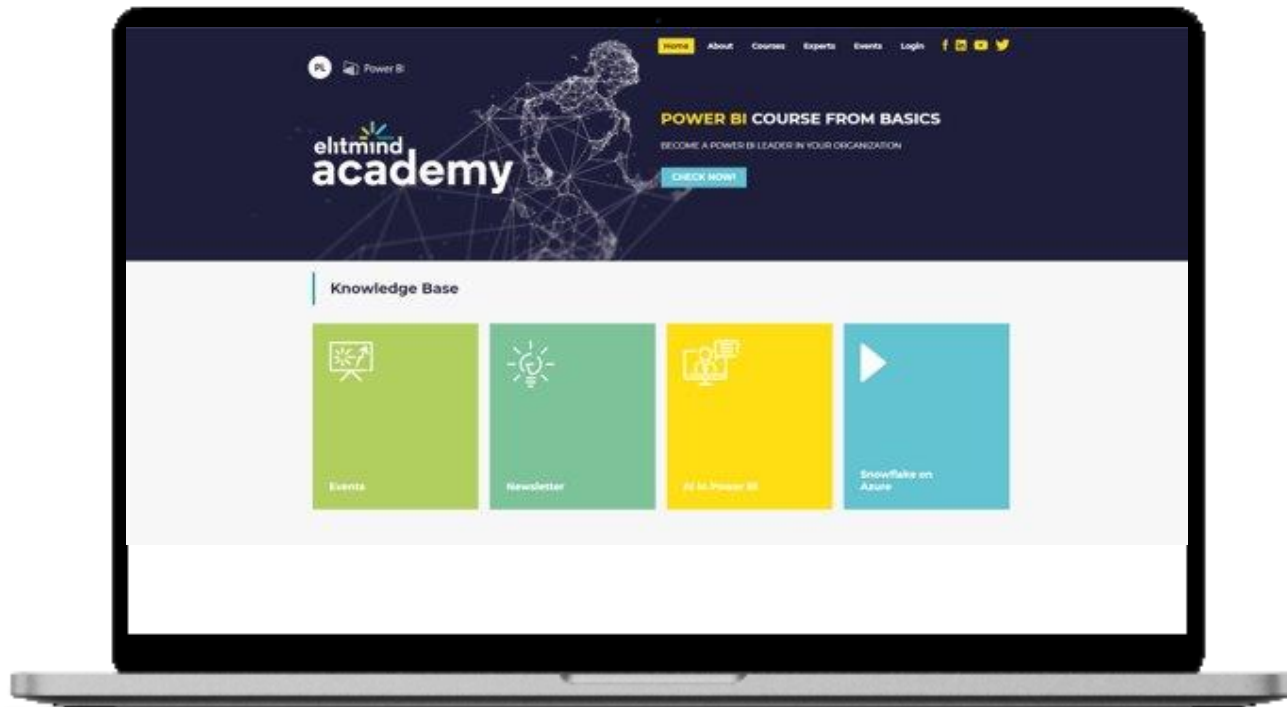 Home About Courses Experts Events Login
PL Power BI
elitmind
academy
POWER BI COURSE FROM BASICS
BECOME A POWER BI LEADER IN YOUR ORGANIZATION
CHECK NOW!
Knowledge Base
Events
Newsletter
AI in Power BI
Snowflake on
Azure